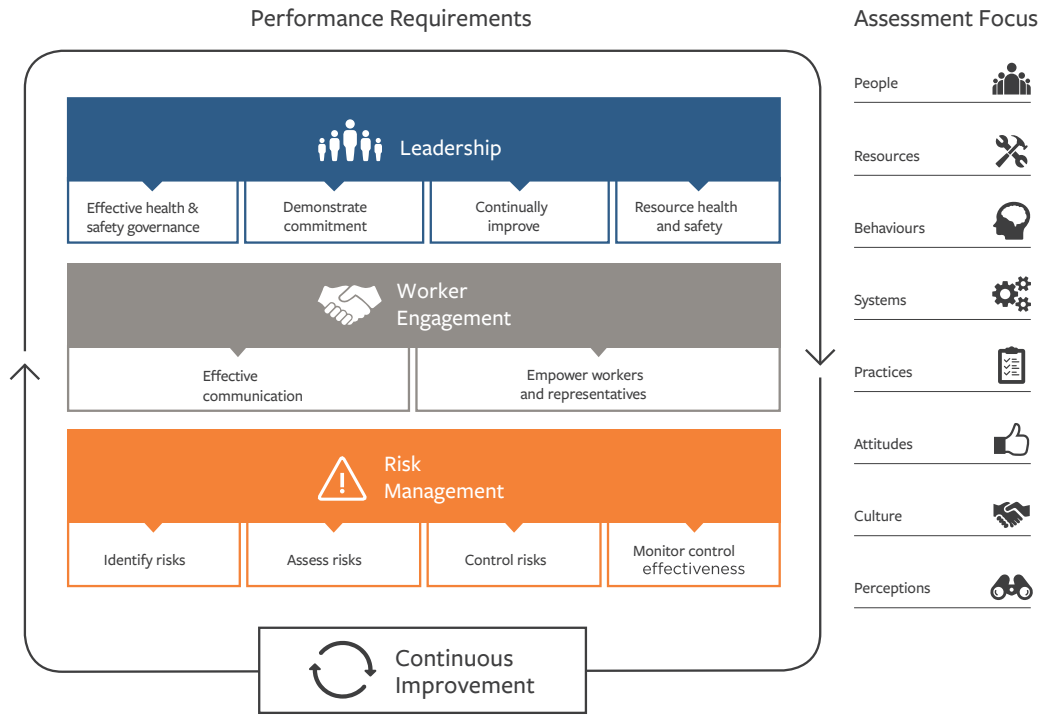 Performance Requirements
Assessment Focus
Leadership
Effective health &
safety governance
Demonstrate
commitment
Continually
improve
Resource health
and safety
Worker
Engagement
Effective
communication
Empower workers
and representatives
Risk
Management
Identify risks
Assess risks
Control risks
Monitor control
effectiveness
Continuous
Improvement
People
Resources
Behaviours
Systems
Practices
Attitudes
Culture
Perceptions